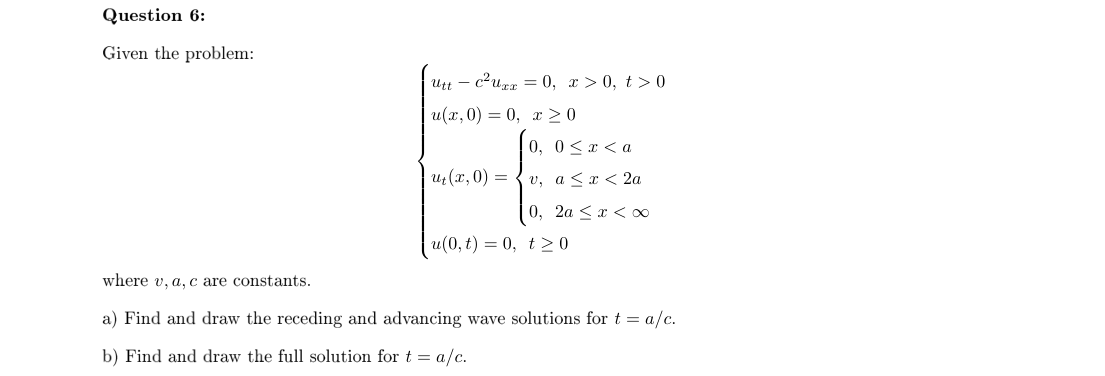 Question 6:
Given the problem:
u_{tt} − c²u_{xx} = 0, x > 0, t > 0
u(x, 0) = 0, x ≥ 0
u_t(x, 0) = { 0, 0 ≤ x < a
v, a ≤ x < 2a
0, 2a ≤ x < ∞
u(0, t) = 0, t ≥ 0
where v, a, c are constants.
a) Find and draw the receding and advancing wave solutions for t = a/c.
b) Find and draw the full solution for t = a/c.